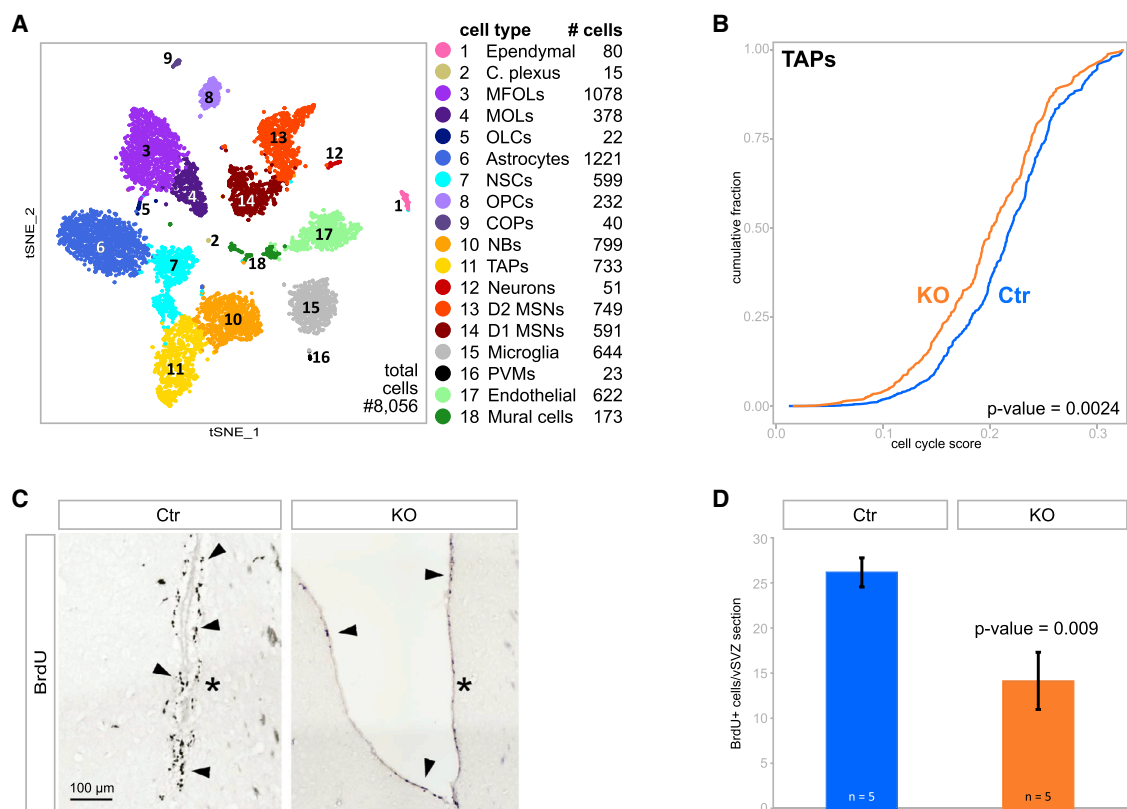 A
cell type # cells
1 Ependymal 80
2 C. plexus 15
3 MFOLs 1078
4 MOLs 378
5 OLCs 22
6 Astrocytes 1221
7 NSCs 599
8 OPCs 232
9 COPs 40
10 NBs 799
11 TAPs 733
12 Neurons 51
13 D2 MSNs 749
14 D1 MSNs 591
15 Microglia 644
16 PVMs 23
17 Endothelial 622
18 Mural cells 173
9
8
13
3
12
4
14
5
1
2
17
6
7
18
15
10
16
11
total
cells
#8,056
tSNE_2
tSNE_1
B
TAPs
1.00
0.75
0.50
0.25
0.00
cumulative fraction
KO Ctr
p-value = 0.0024
0.0 0.1 0.2 0.3
cell cycle score
C
Ctr KO
BrdU
*
*
100 µm
D
Ctr KO
30
25
20
15
10
5
0
BrdU+ cells/vSVZ section
p-value = 0.009
n = 5 n = 5